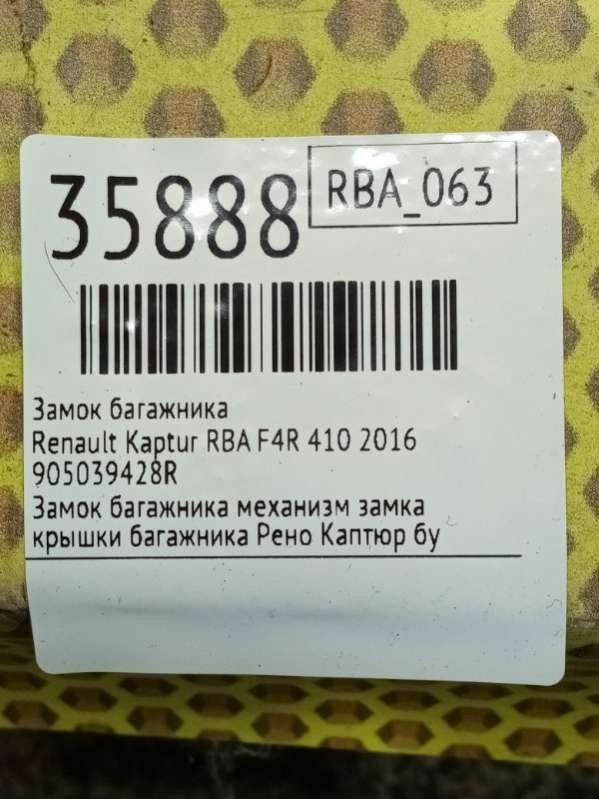 35888
RBA_063
Замок багажника
Renault Kaptur RBA F4R 410 2016
905039428R
Замок багажника механизм замка
крышки багажника Рено Каптюр бу